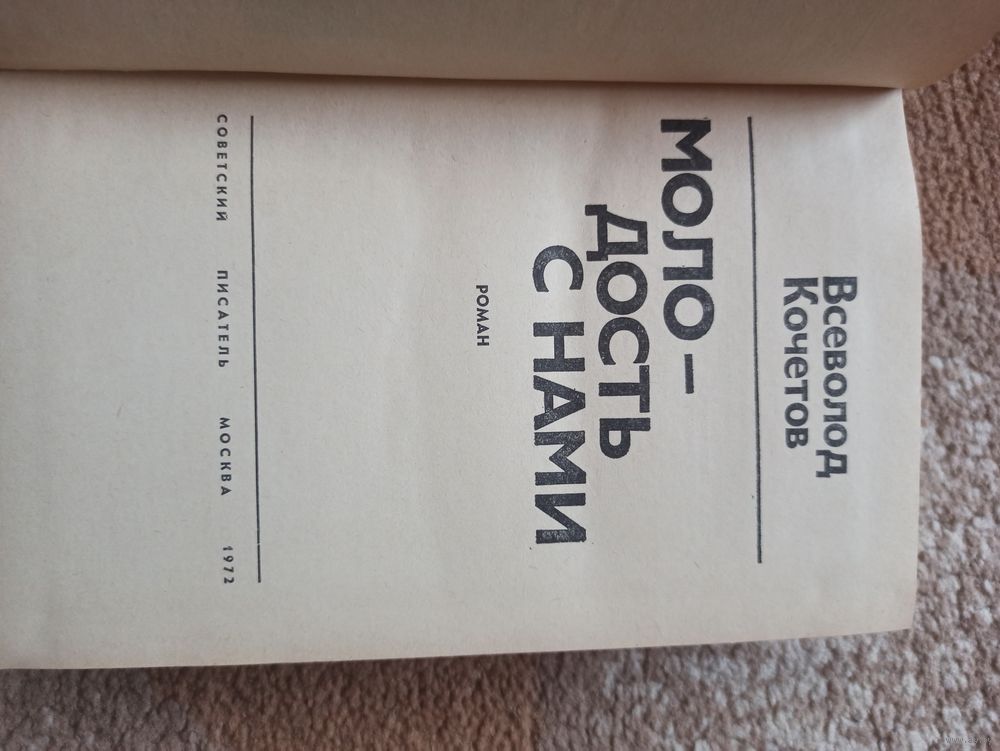 Всеволод
Кочетов
МОЛО-
ДОСТЬ
С НАМИ
РОМАН
СОВЕТСКИЙ ПИСАТЕЛЬ МОСКВА 1972